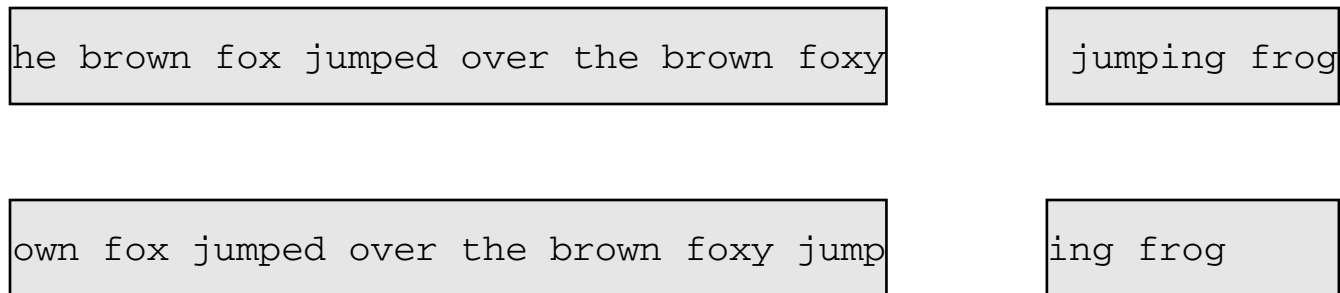 he brown fox jumped over the brown foxy jumping frog
own fox jumped over the brown foxy jump ing frog